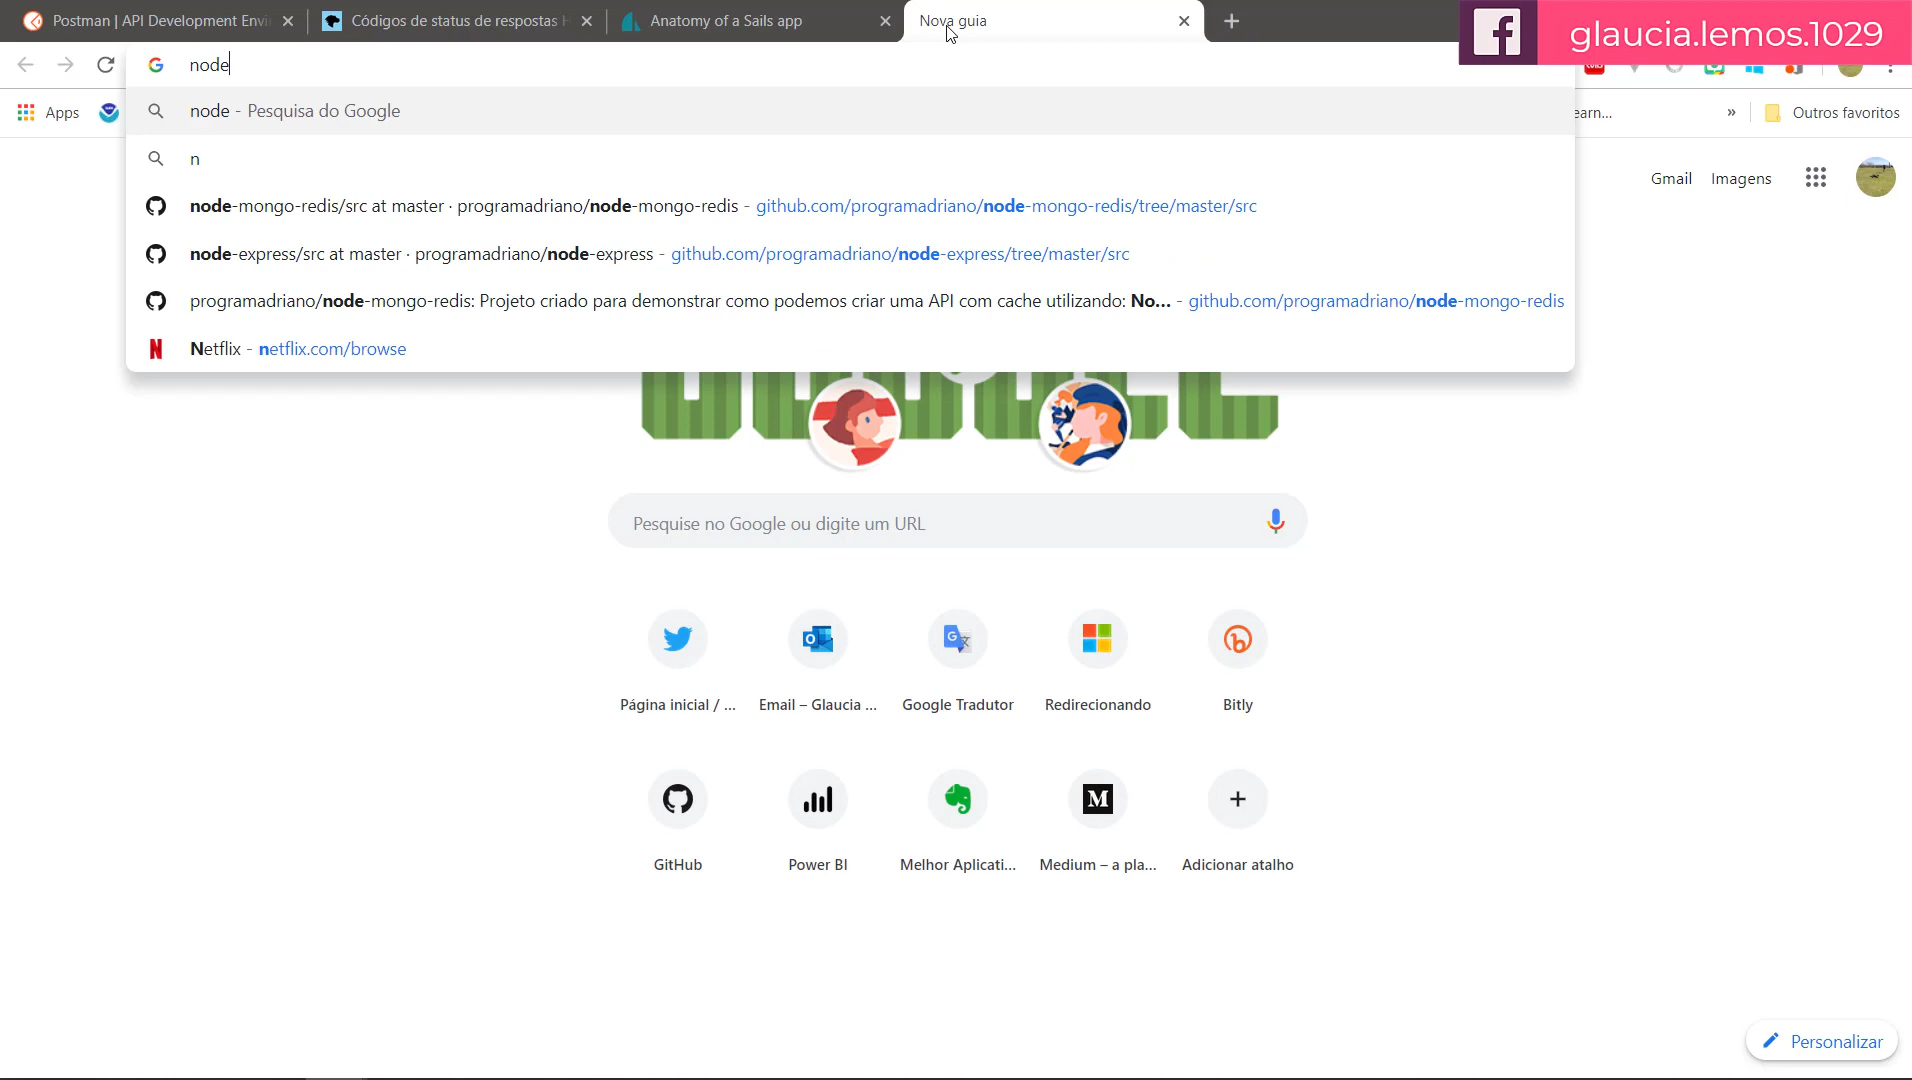 Postman | API Development Envi
Códigos de status de respostas H
Anatomy of a Sails app
Nova guia
glaucia.lemos.1029
node
Apps
earn...
»
Outros favoritos
node - Pesquisa do Google
n
node-mongo-redis/src at master · programadriano/node-mongo-redis - github.com/programadriano/node-mongo-redis/tree/master/src
node-express/src at master · programadriano/node-express - github.com/programadriano/node-express/tree/master/src
programadriano/node-mongo-redis: Projeto criado para demonstrar como podemos criar uma API com cache utilizando: No... - github.com/programadriano/node-mongo-redis
Netflix - netflix.com/browse
Gmail
Imagens
Pesquise no Google ou digite um URL
Página inicial / ...
Email – Glaucia ...
Google Tradutor
Redirecionando
Bitly
GitHub
Power BI
Melhor Aplicati...
Medium – a pla...
Adicionar atalho
Personalizar